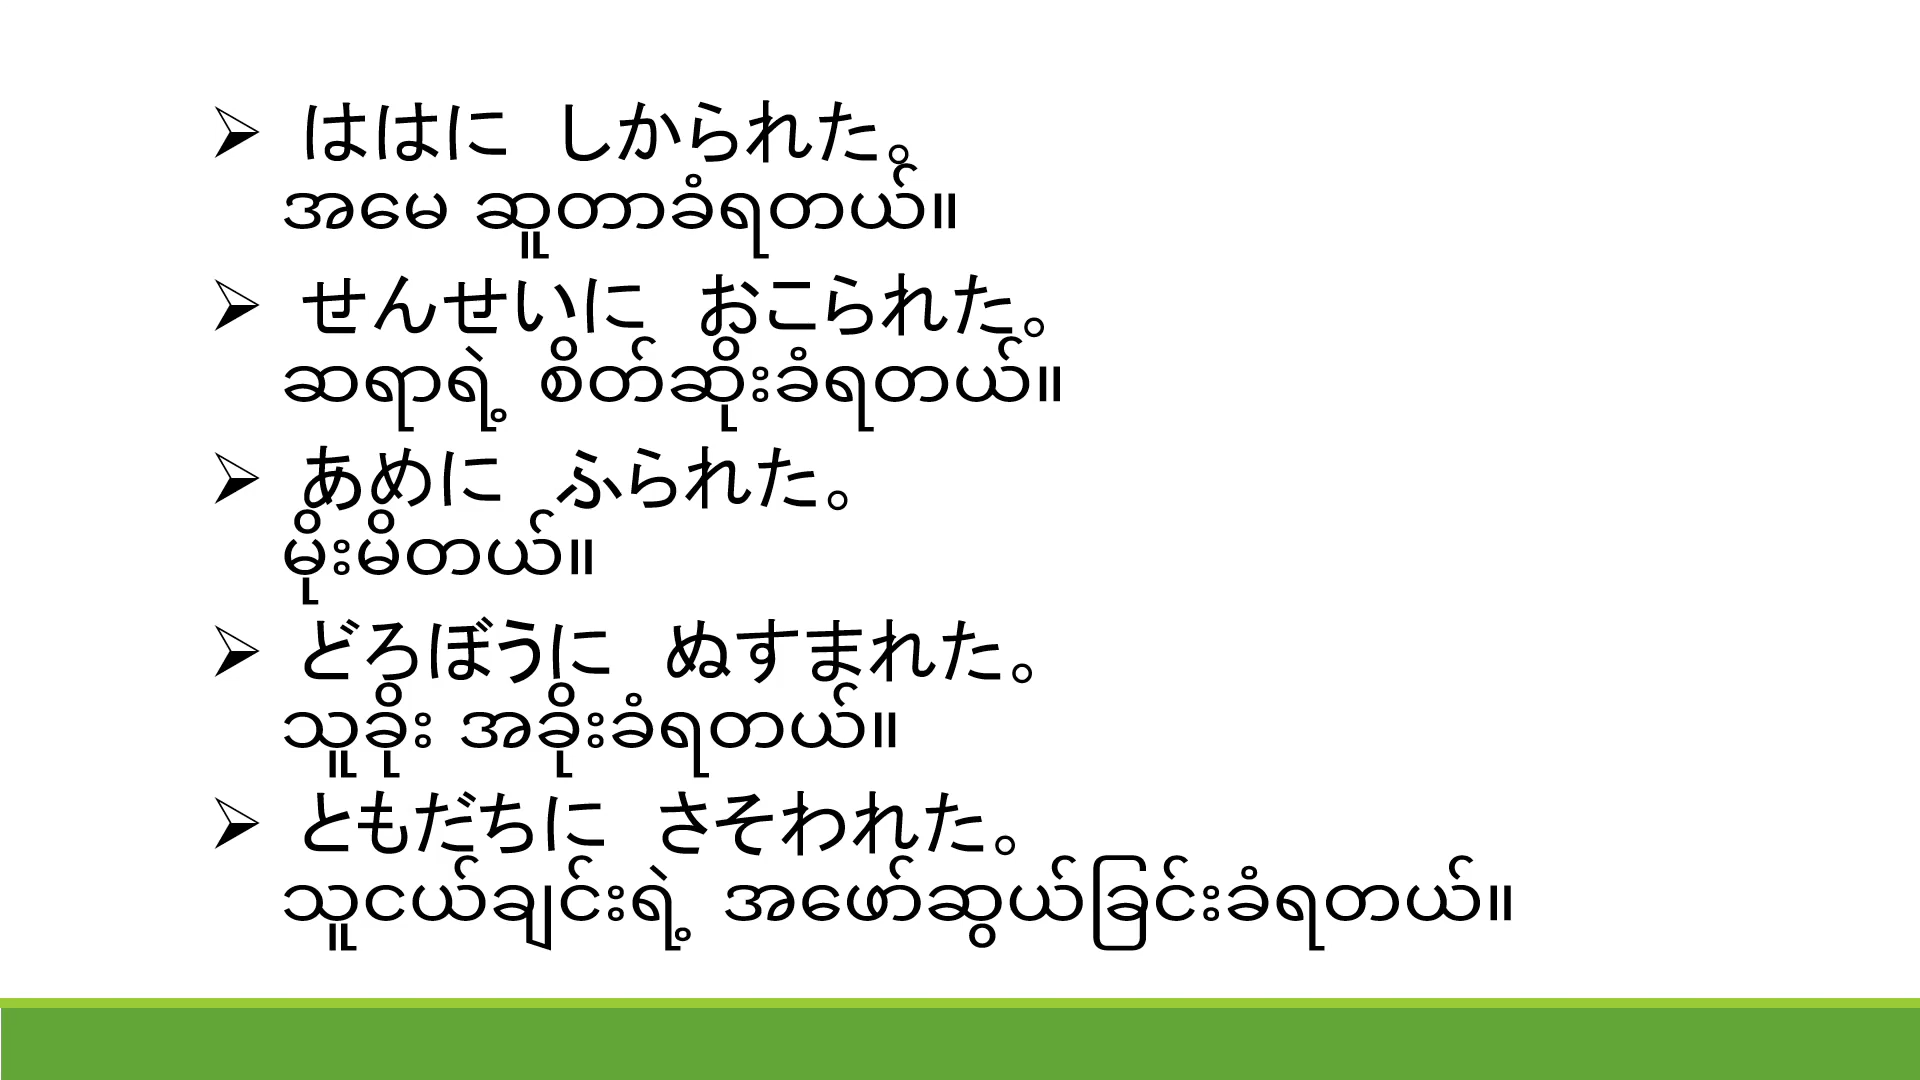 ➢ ははに しかられた。
အမေ ဆူတာခံရတယ်။
➢ せんせいに おこられた。
ဆရာရဲ့ စိတ်ဆိုးခံရတယ်။
➢ あめに ふられた。
မိုးမိတယ်။
➢ どろぼうに ぬすまれた。
သူခိုး အခိုးခံရတယ်။
➢ ともだちに さそわれた。
သူငယ်ချင်းရဲ့ အဖော်ဆွယ်ခြင်းခံရတယ်။